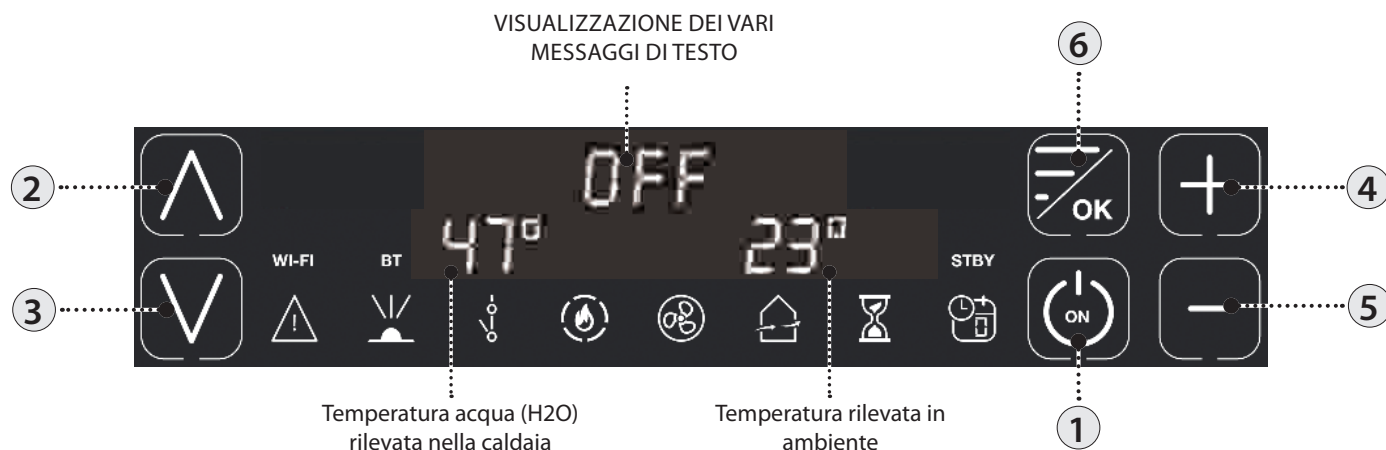 VISUALIZZAZIONE DEI VARI
MESSAGGI DI TESTO
6
OFF
2
OK
4
47°
23°
WI-FI
BT
STBY
3
ON
5
Temperatura acqua (H2O)
rilevata nella caldaia
Temperatura rilevata in
ambiente
1